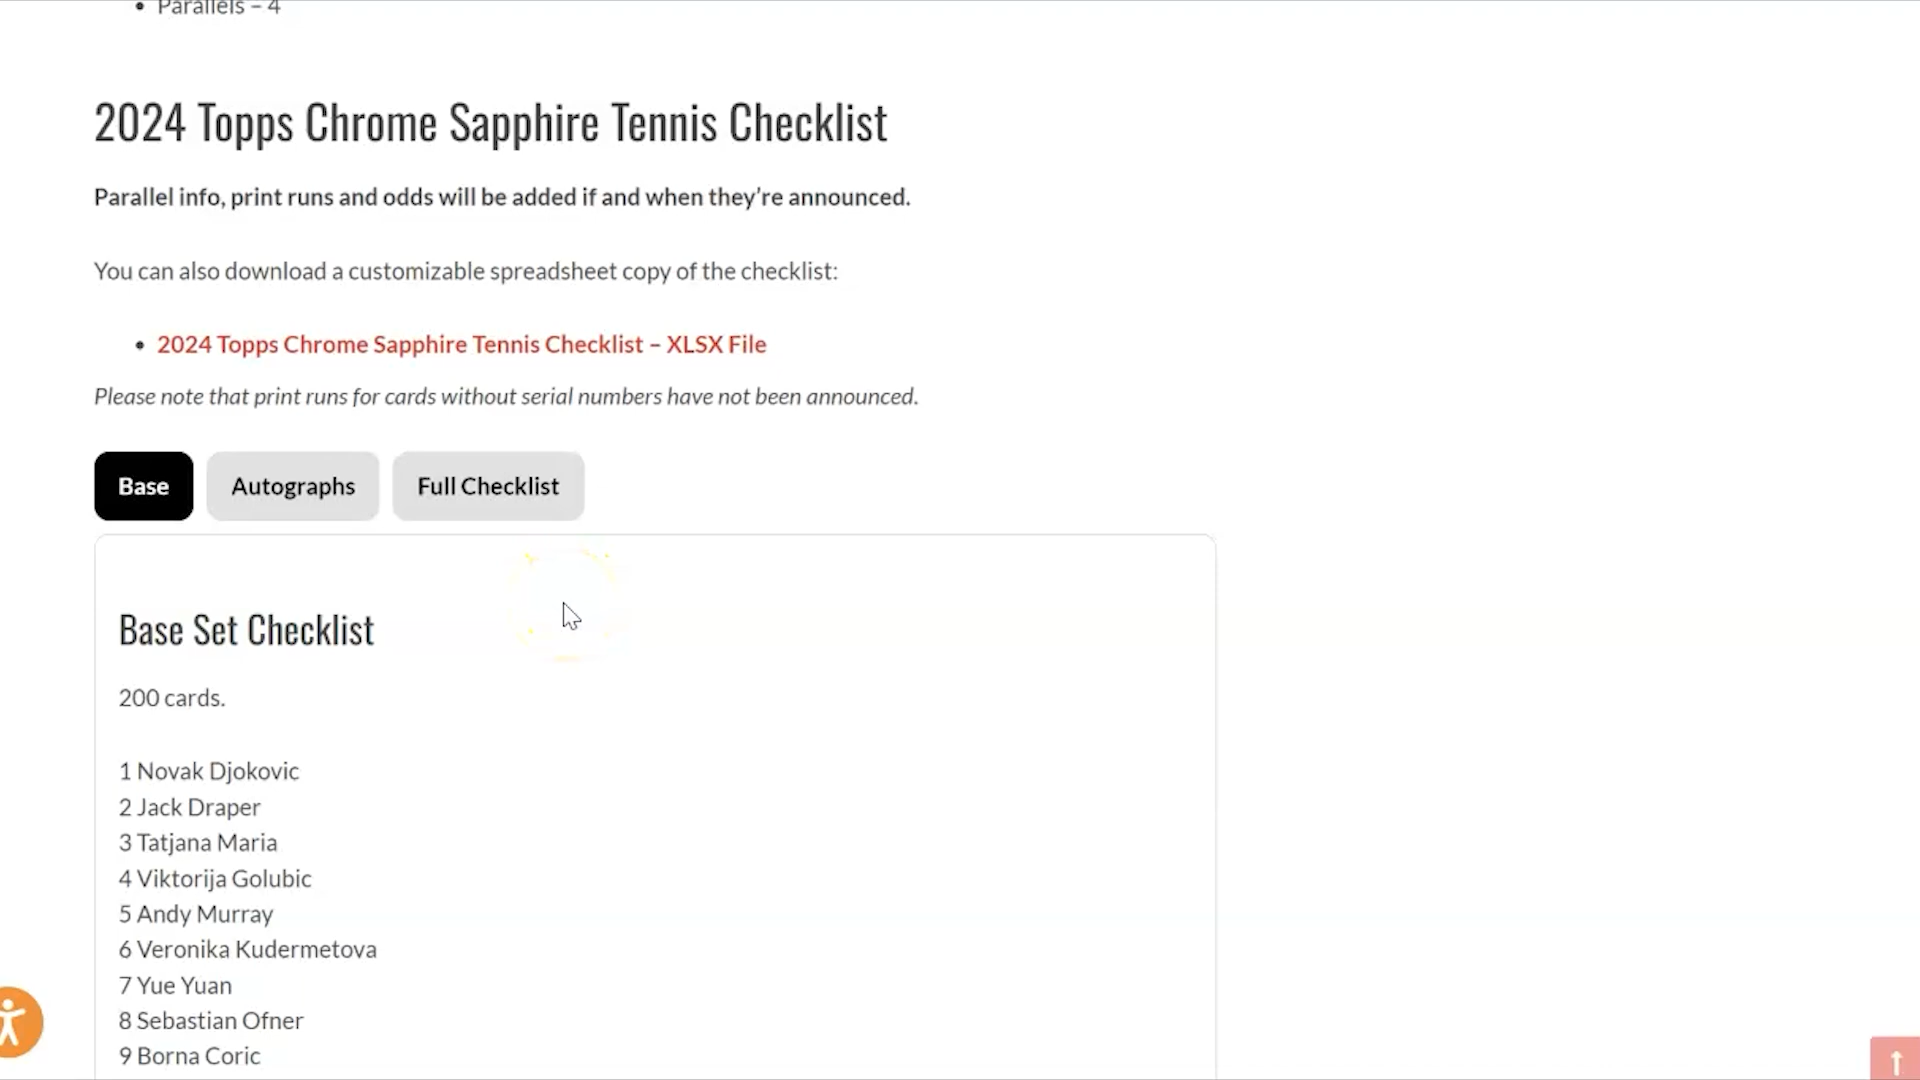 Parallels – 4
2024 Topps Chrome Sapphire Tennis Checklist
Parallel info, print runs and odds will be added if and when they’re announced.
You can also download a customizable spreadsheet copy of the checklist:
2024 Topps Chrome Sapphire Tennis Checklist – XLSX File
Please note that print runs for cards without serial numbers have not been announced.
Base Autographs Full Checklist
Base Set Checklist
200 cards.
1 Novak Djokovic
2 Jack Draper
3 Tatjana Maria
4 Viktorija Golubic
5 Andy Murray
6 Veronika Kudermetova
7 Yue Yuan
8 Sebastian Ofner
9 Borna Coric